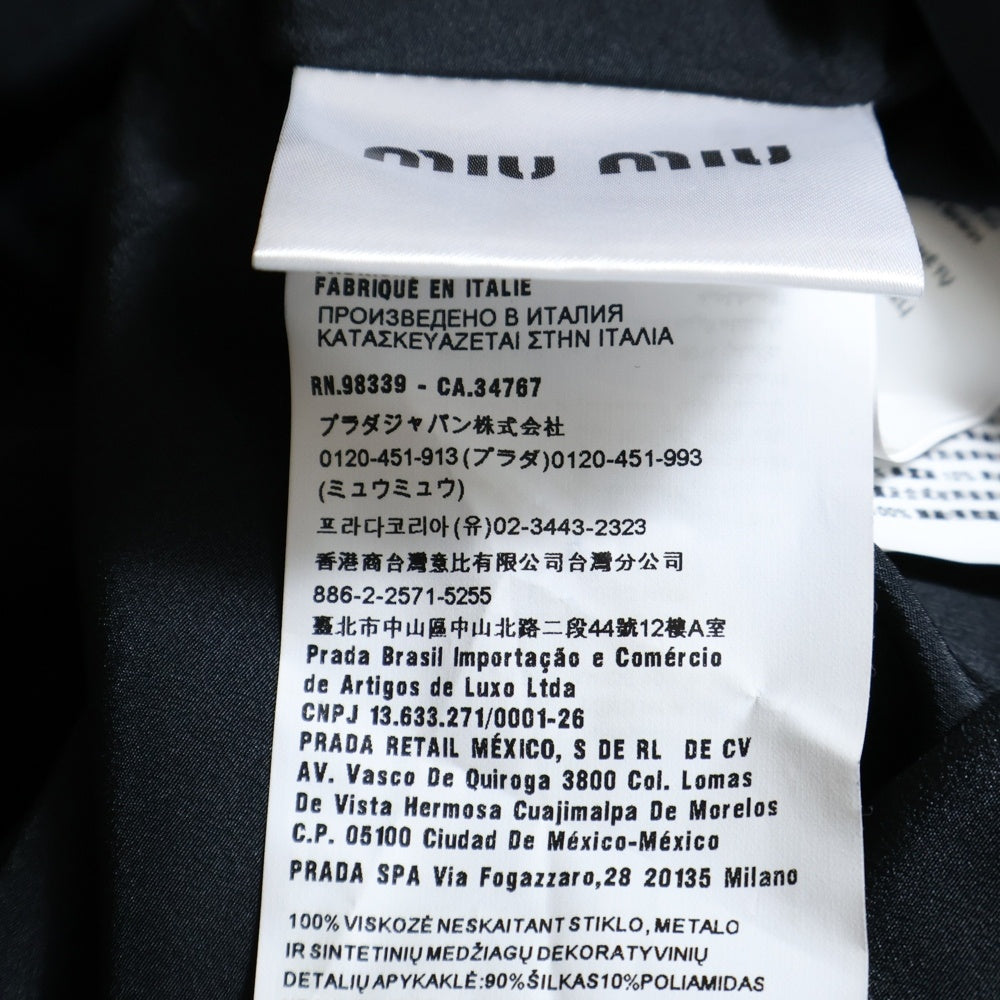 miu miu
FABRIQUÉ EN ITALIE
ПРОИЗВЕДЕНО В ИТАЛИЯ
ΚΑΤΑΣΚΕΥΑΖΕΤΑΙ ΣΤΗΝ ΙΤΑΛΙΑ
RN.98339 - CA.34767
プラダジャパン株式会社
0120-451-913(プラダ)0120-451-993
(ミュウミュウ)
프라다코리아(유)02-3443-2323
香港商台灣意比有限公司台灣分公司
886-2-2571-5255
臺北市中山區中山北路二段44號12樓A室
Prada Brasil Importação e Comércio
de Artigos de Luxo Ltda
CNPJ 13.633.271/0001-26
PRADA RETAIL MÉXICO, S DE RL DE CV
AV. Vasco De Quiroga 3800 Col. Lomas
De Vista Hermosa Cuajimalpa De Morelos
C.P. 05100 Ciudad De México-México
PRADA SPA Via Fogazzaro,28 20135 Milano
100% VISKOZĖ NESKAITANT STIKLO, METALO
IR SINTETINIŲ MEDŽIAGŲ DEKORATYVINIŲ
DETALIŲ APYKAKLĖ:90%ŠILKAS10%POLIAMIDAS